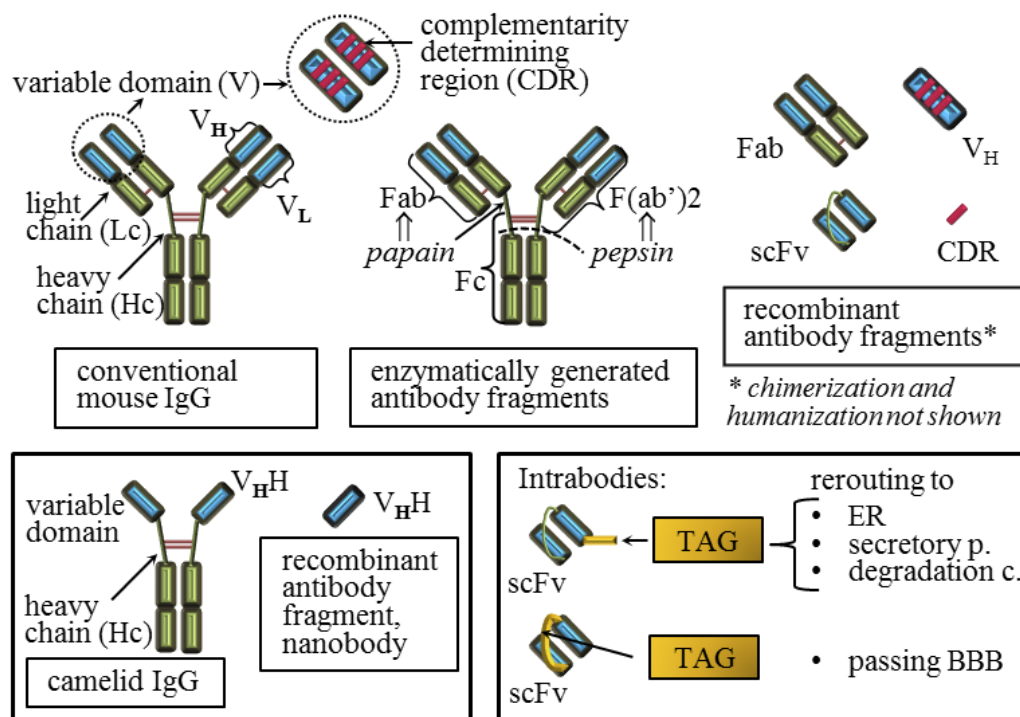 complementarity
determining
region (CDR)
variable domain (V)
VH
VL
light
chain (Lc)
heavy
chain (Hc)
conventional
mouse IgG
Fab
papain
F(ab’)2
pepsin
Fc
enzymatically generated
antibody fragments
Fab
VH
scFv
CDR
recombinant
antibody fragments*
* chimerization and
humanization not shown
VHH
variable
domain
heavy
chain (Hc)
camelid IgG
VHH
recombinant
antibody
fragment,
nanobody
Intrabodies:
rerouting to
scFv
TAG
• ER
• secretory p.
• degradation c.
scFv
TAG
• passing BBB